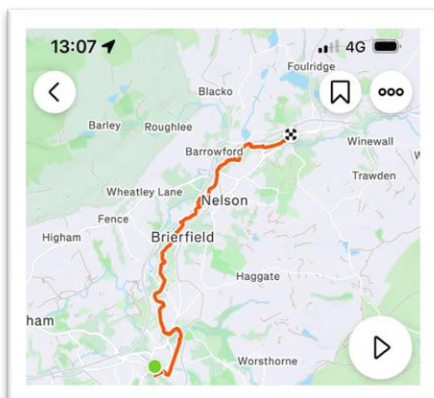 13:07 4G
Foulridge
Blacko
Barley Roughlee
Barrowford
Winewall
Trawden
Wheatley Lane
Nelson
Fence
Higham
Brierfield
Haggate
ham
Worsthorne